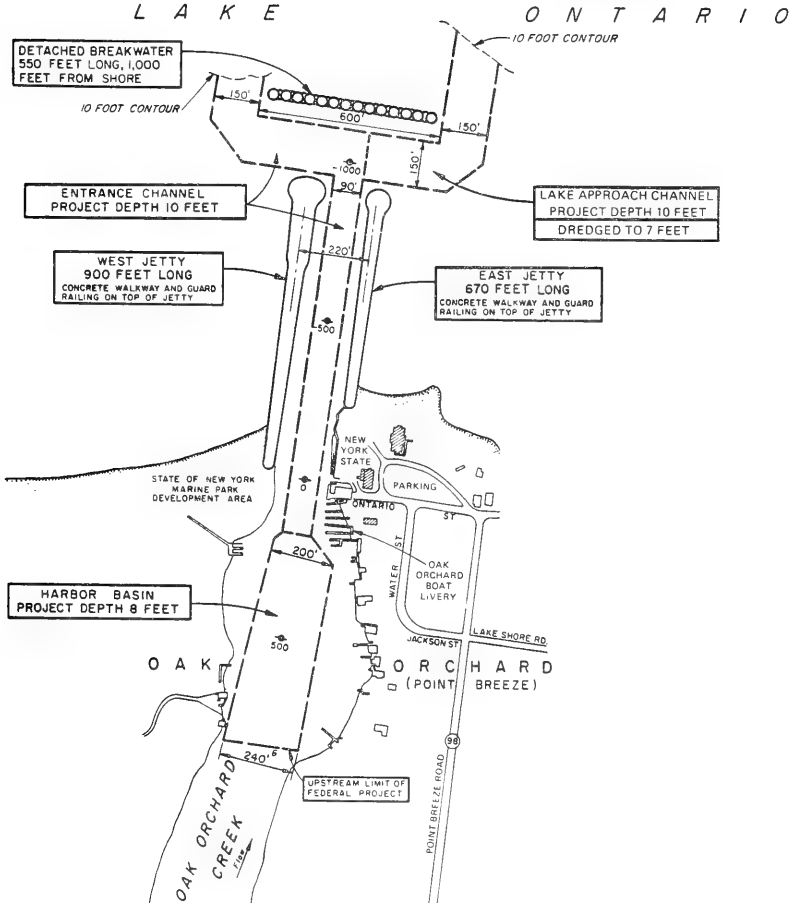 LAKE ONTARIO
DETACHED BREAKWATER
550 FEET LONG, 1,000
FEET FROM SHORE
10 FOOT CONTOUR
10 FOOT CONTOUR
150'
600'
150'
150'
-1000
90'
ENTRANCE CHANNEL
PROJECT DEPTH 10 FEET
LAKE APPROACH CHANNEL
PROJECT DEPTH 10 FEET
DREDGED TO 7 FEET
WEST JETTY
900 FEET LONG
CONCRETE WALKWAY AND GUARD
RAILING ON TOP OF JETTY
220'
EAST JETTY
670 FEET LONG
CONCRETE WALKWAY AND GUARD
RAILING ON TOP OF JETTY
-500
NEW
YORK
STATE
STATE OF NEW YORK
MARINE PARK
DEVELOPMENT AREA
0
PARKING
ONTARIO ST
WATER ST
OAK
ORCHARD
BOAT
LIVERY
200'
HARBOR BASIN
PROJECT DEPTH 8 FEET
500
JACKSON ST
LAKE SHORE RD.
OAK ORCHARD
(POINT BREEZE)
98
POINT BREEZE ROAD
240'
6
UPSTREAM LIMIT OF
FEDERAL PROJECT
OAK ORCHARD
CREEK
FLOW